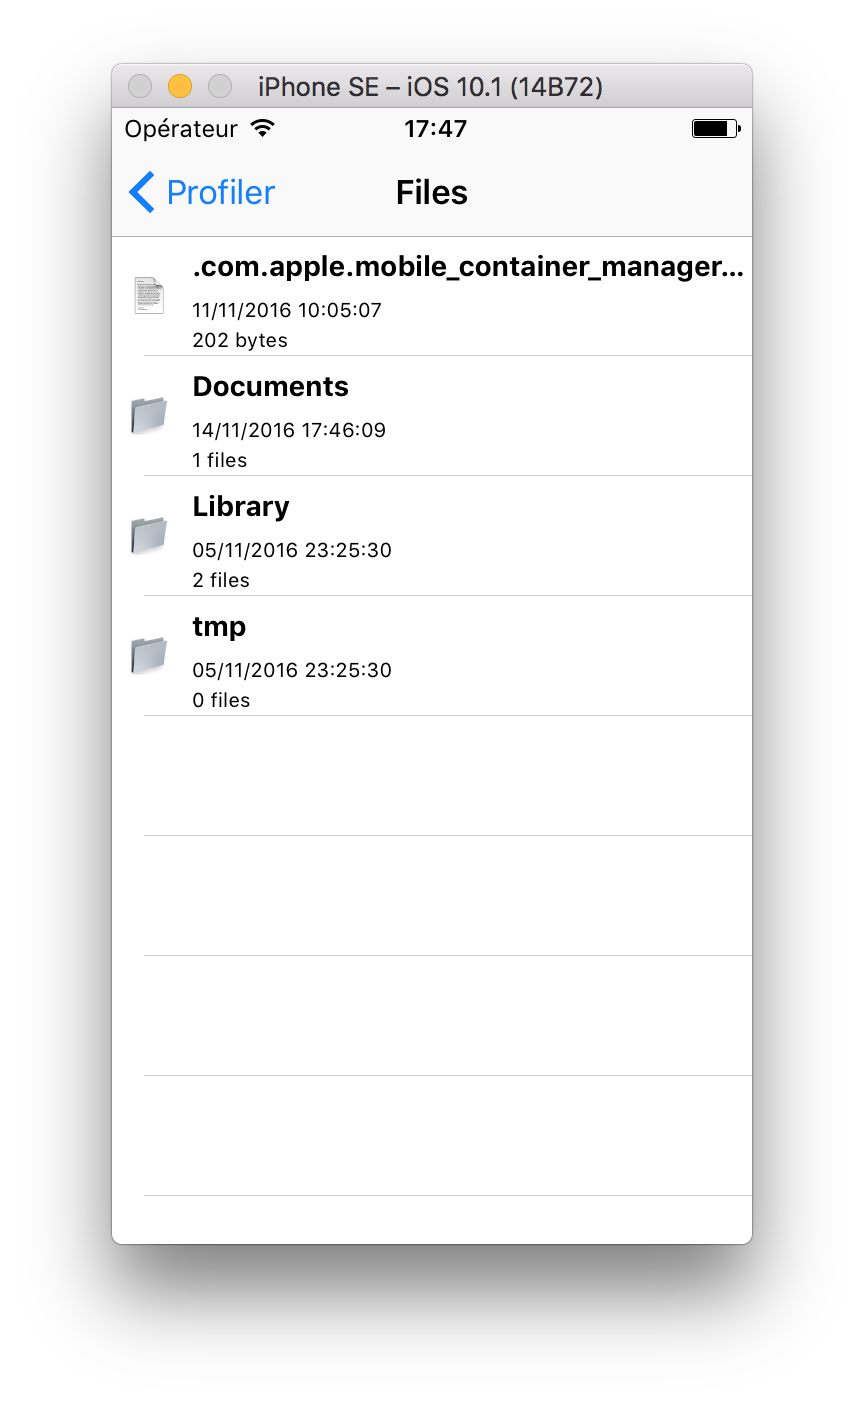 iPhone SE – iOS 10.1 (14B72)
Opérateur 17:47
Profiler Files
.com.apple.mobile_container_manager...
11/11/2016 10:05:07
202 bytes
Documents
14/11/2016 17:46:09
1 files
Library
05/11/2016 23:25:30
2 files
tmp
05/11/2016 23:25:30
0 files